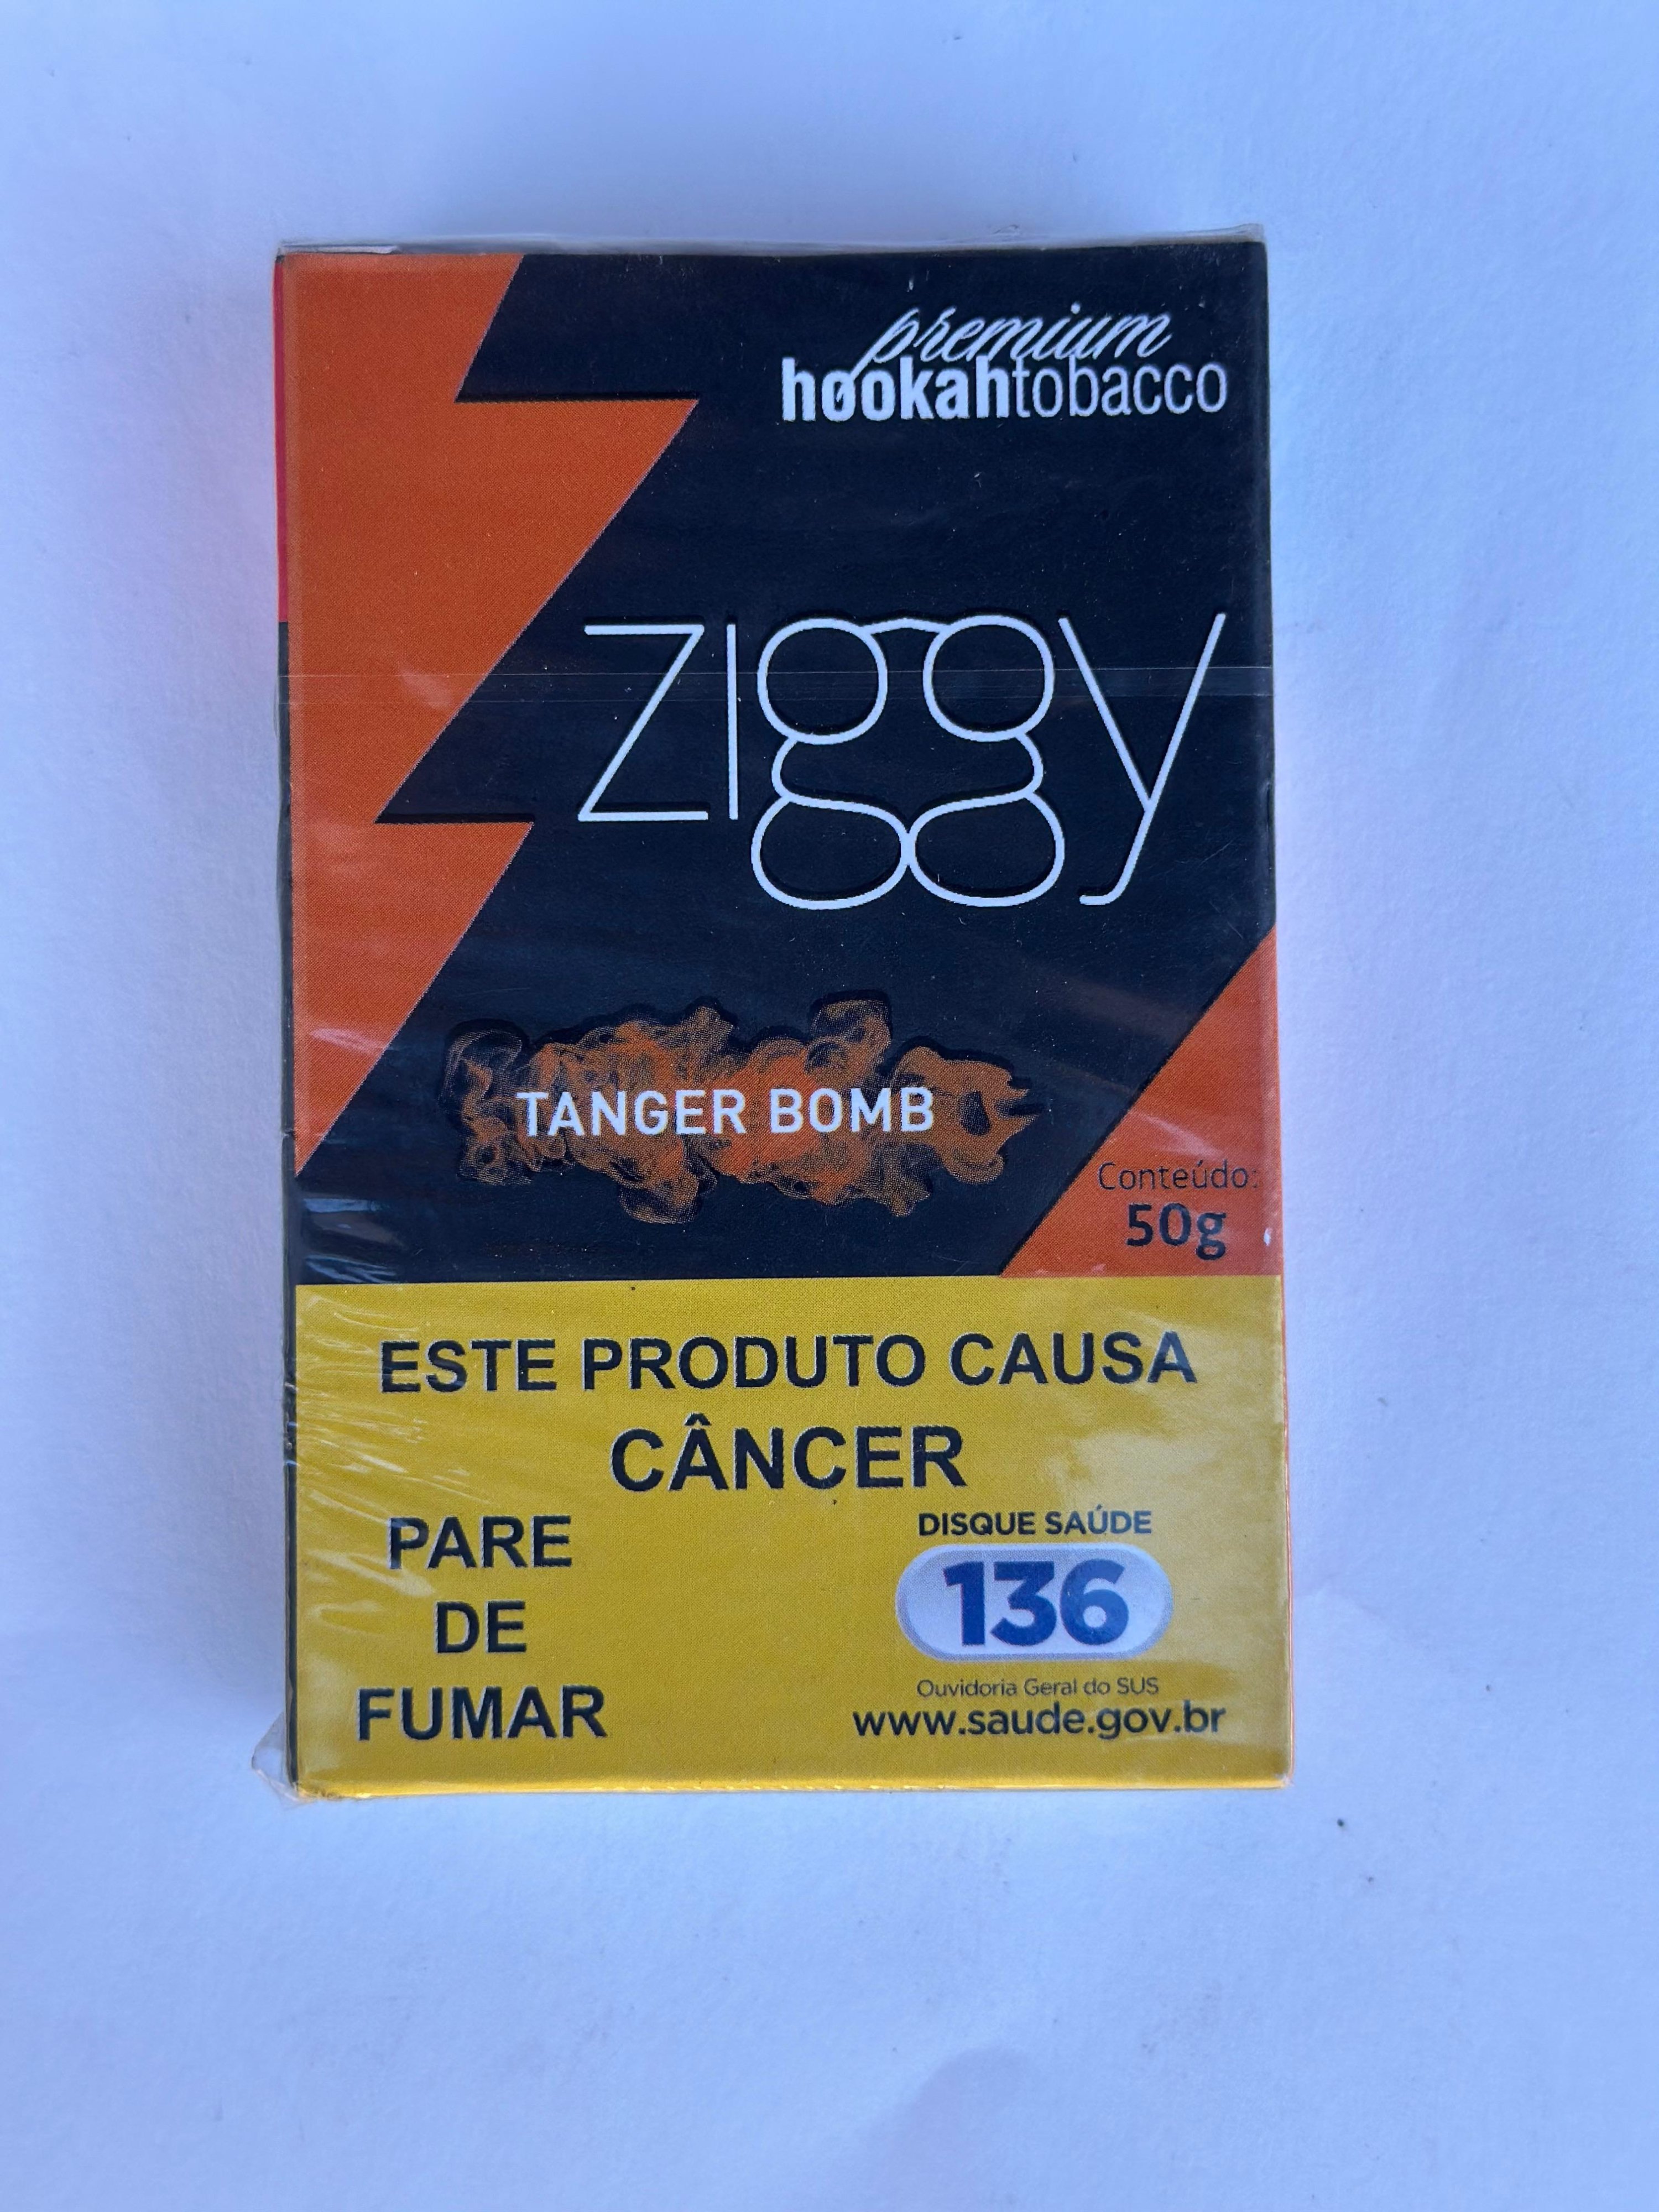 premium
hookahtobacco
ziggy
TANGER BOMB
Conteúdo:
50g
ESTE PRODUTO CAUSA
CÂNCER
PARE
DE
FUMAR
DISQUE SAÚDE
136
Ouvidoria Geral do SUS
www.saude.gov.br